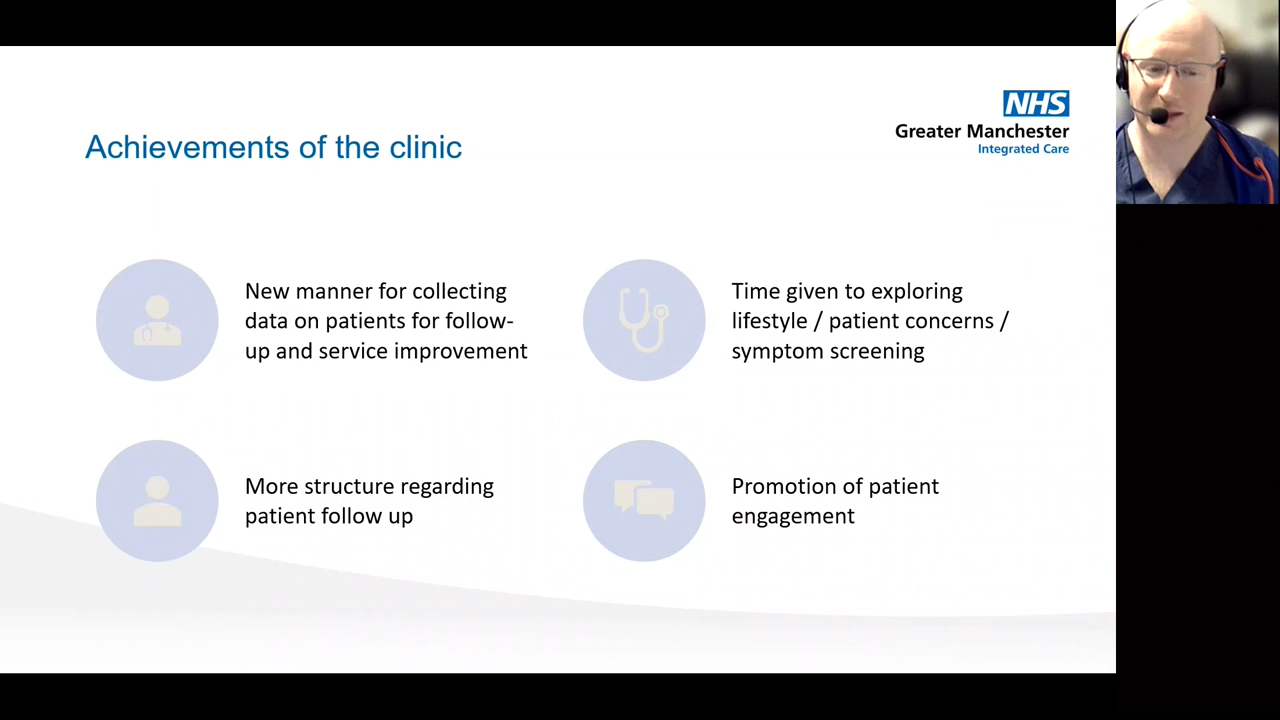 NHS
Greater Manchester
Integrated Care
Achievements of the clinic
New manner for collecting
data on patients for follow-
up and service improvement
Time given to exploring
lifestyle / patient concerns /
symptom screening
More structure regarding
patient follow up
Promotion of patient
engagement